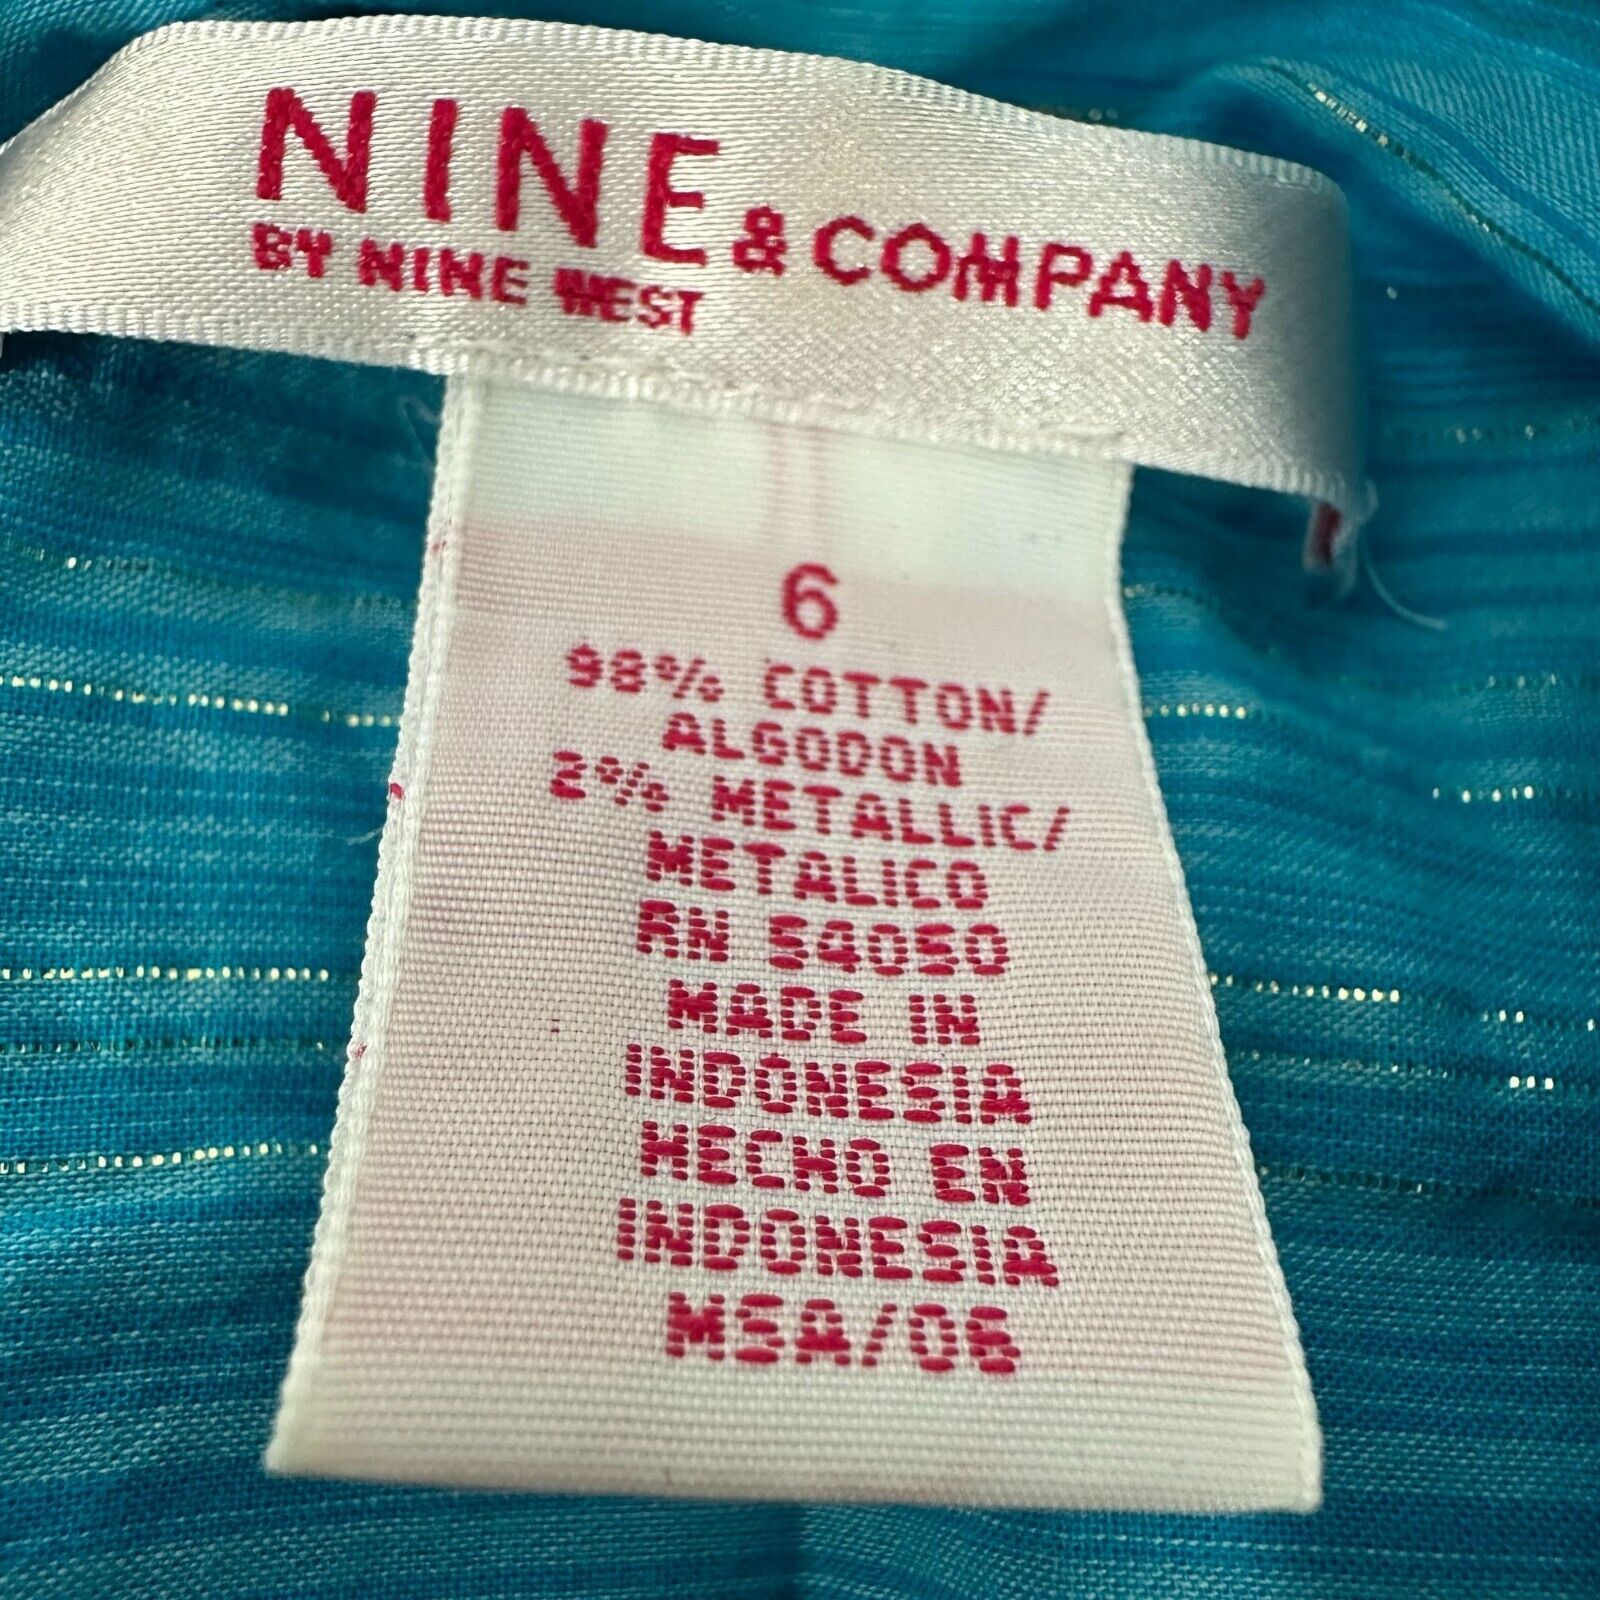 NINE & COMPANY
BY NINE WEST
6
98% COTTON/
ALGODON
2% METALLIC/
METALICO
RN 54050
MADE IN
INDONESIA
HECHO EN
INDONESIA
MSA/06